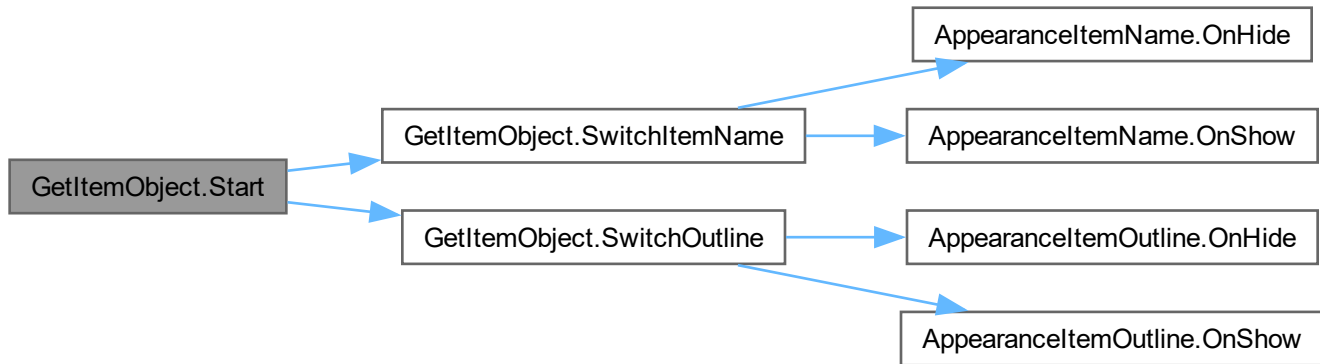 AppearanceItemName.OnHide
GetItemObject.SwitchItemName
AppearanceItemName.OnShow
GetItemObject.Start
GetItemObject.SwitchOutline
AppearanceItemOutline.OnHide
AppearanceItemOutline.OnShow